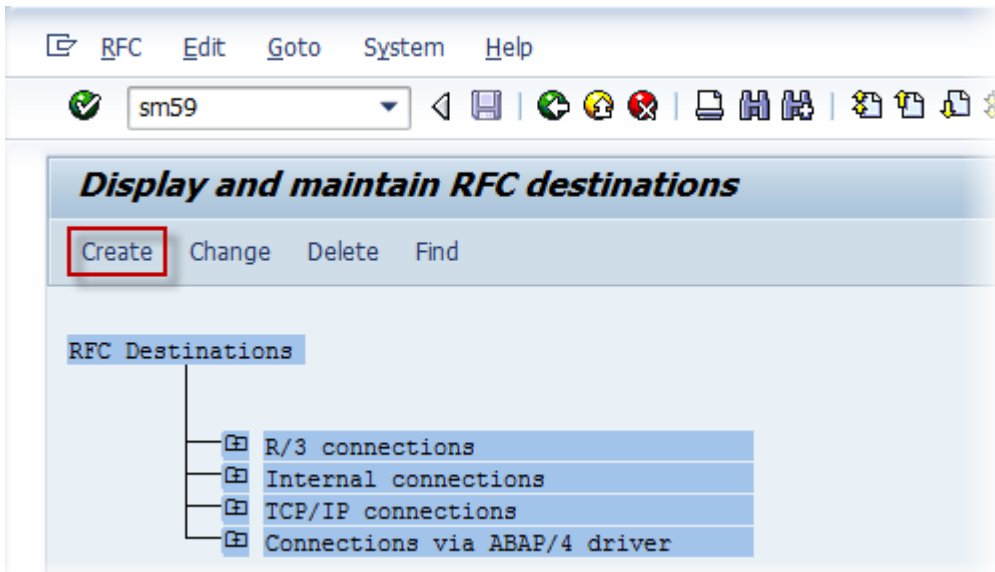 RFC Edit Goto System Help
sm59
Display and maintain RFC destinations
Create Change Delete Find
RFC Destinations
R/3 connections
Internal connections
TCP/IP connections
Connections via ABAP/4 driver